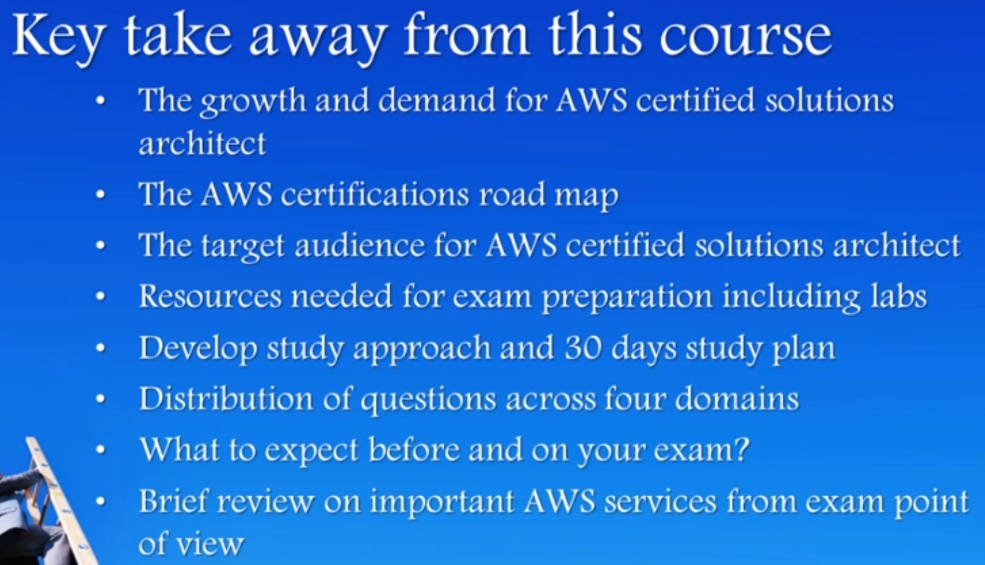 Key take away from this course
• The growth and demand for AWS certified solutions
architect
• The AWS certifications road map
• The target audience for AWS certified solutions architect
• Resources needed for exam preparation including labs
• Develop study approach and 30 days study plan
• Distribution of questions across four domains
• What to expect before and on your exam?
• Brief review on important AWS services from exam point
of view